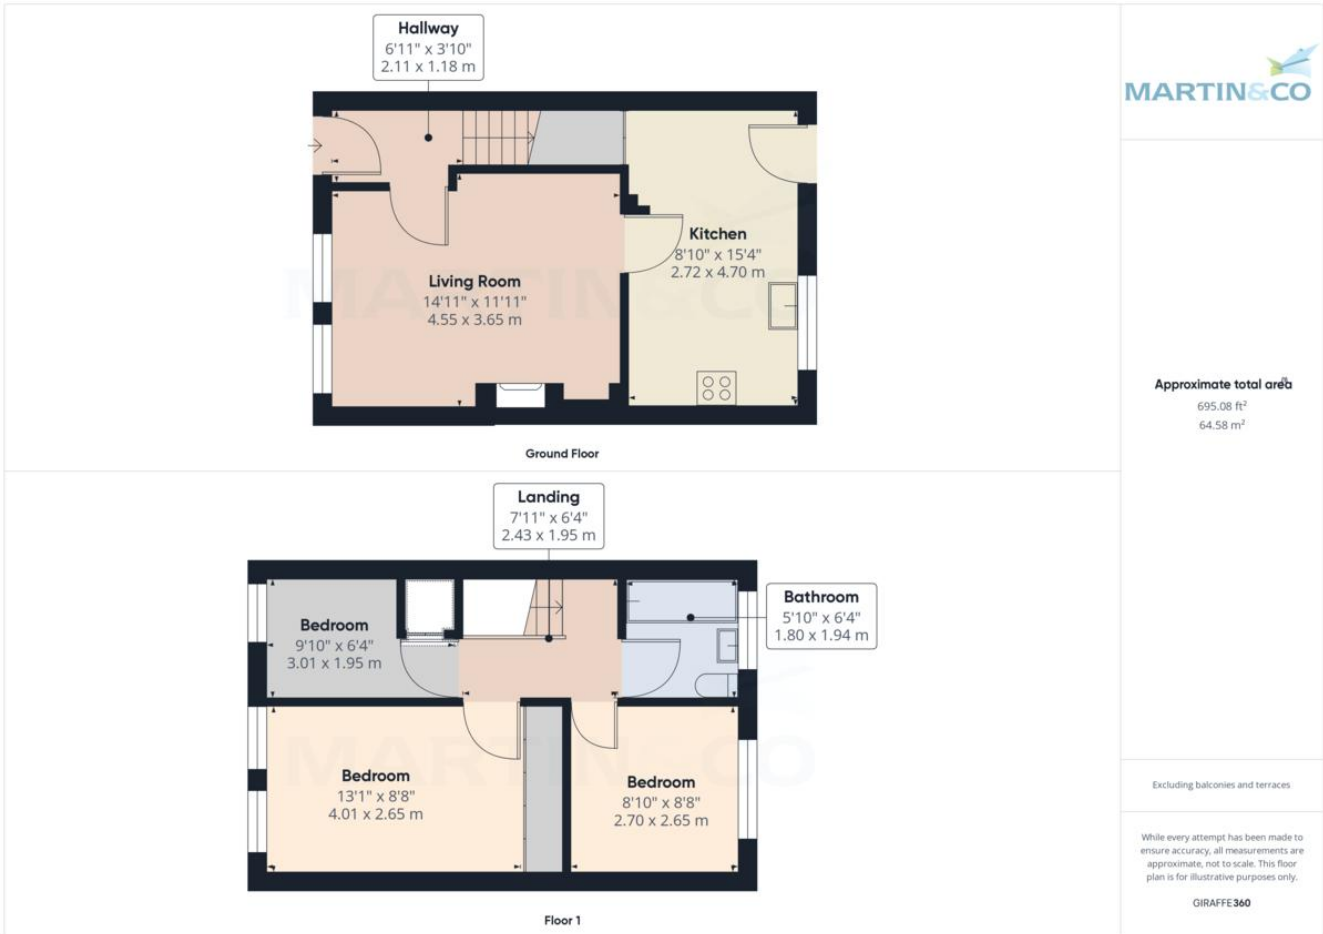 Hallway
6'11" x 3'10"
2.11 x 1.18 m
MARTIN&CO
Kitchen
8'10" x 15'4"
2.72 x 4.70 m
Living Room
14'11" x 11'11"
4.55 x 3.65 m
MARTIN&CO
Ground Floor
Approximate total area
695.08 ft²
64.58 m²
Landing
7'11" x 6'4"
2.43 x 1.95 m
Bathroom
5'10" x 6'4"
1.80 x 1.94 m
Bedroom
9'10" x 6'4"
3.01 x 1.95 m
MARTIN&CO
Bedroom
13'1" x 8'8"
4.01 x 2.65 m
Bedroom
8'10" x 8'8"
2.70 x 2.65 m
Floor 1
Excluding balconies and terraces
While every attempt has been made to
ensure accuracy, all measurements are
approximate, not to scale. This floor
plan is for illustrative purposes only.
GIRAFFE360